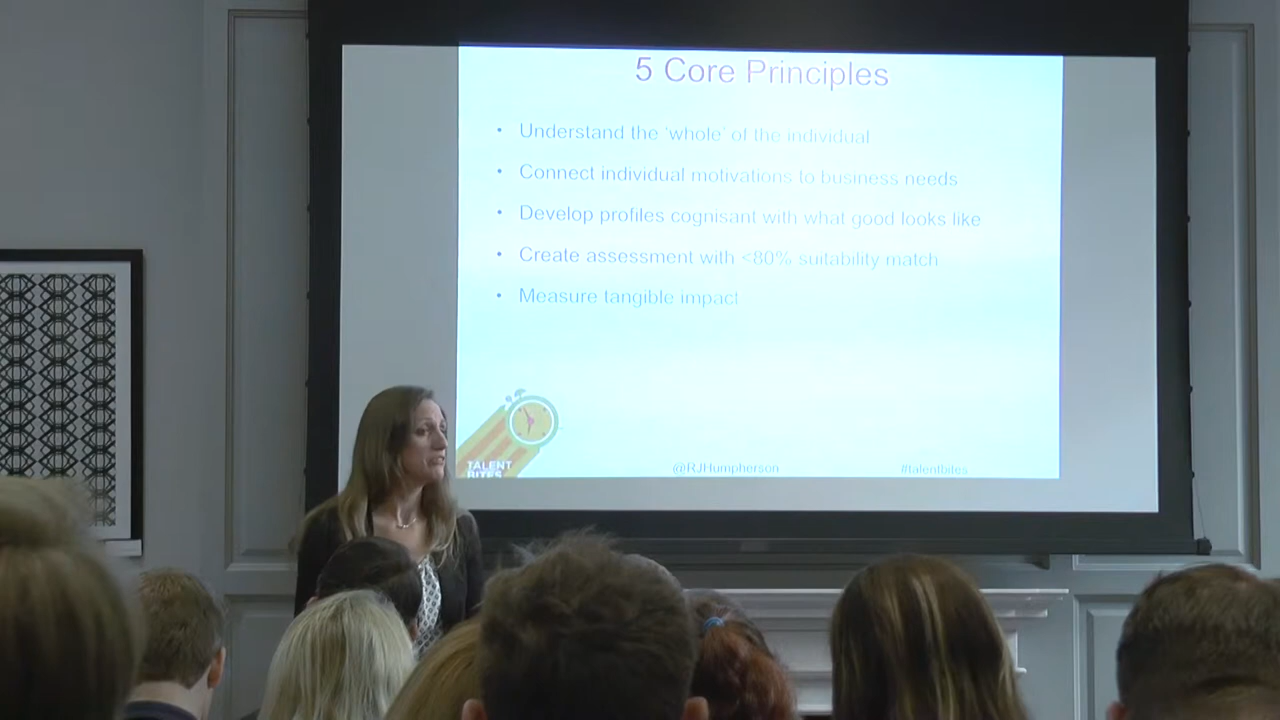 5 Core Principles
• Understand the 'whole' of the individual
• Connect individual motivations to business needs
• Develop profiles cognisant with what good looks like
• Create assessment with <80% suitability match
• Measure tangible impact
TALENT
BITES
@RJHumpherson
#talentbites